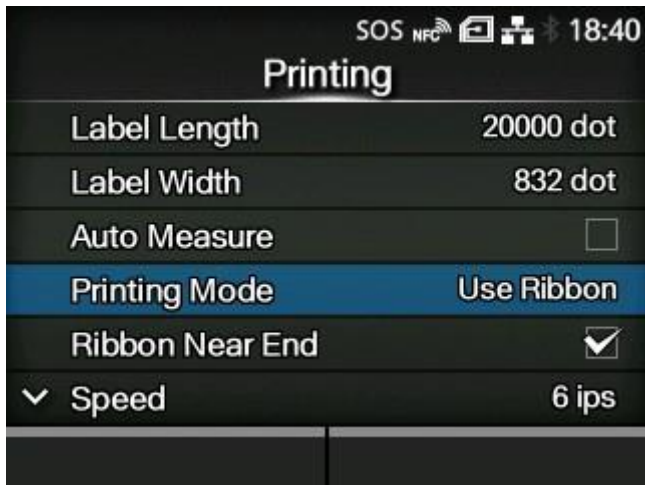 SOS NFC 18:40
Printing
Label Length 20000 dot
Label Width 832 dot
Auto Measure
Printing Mode Use Ribbon
Ribbon Near End
Speed 6 ips